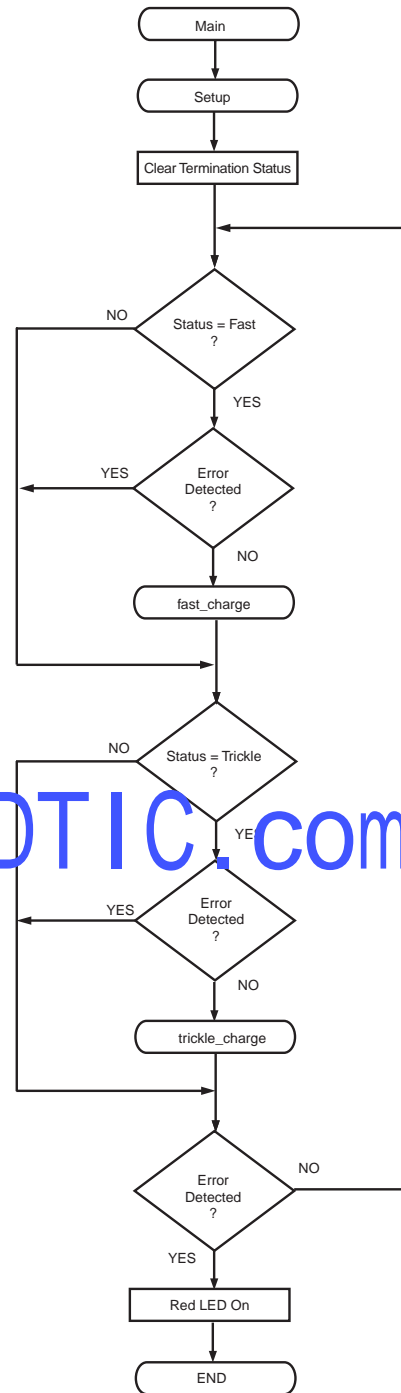 Main
Setup
Clear Termination Status
Status = Fast
?
NO
YES
Error
Detected
?
YES
NO
fast_charge
Status = Trickle
?
NO
YES
DTIC.com
Error
Detected
?
YES
NO
trickle_charge
Error
Detected
?
NO
YES
Red LED On
END